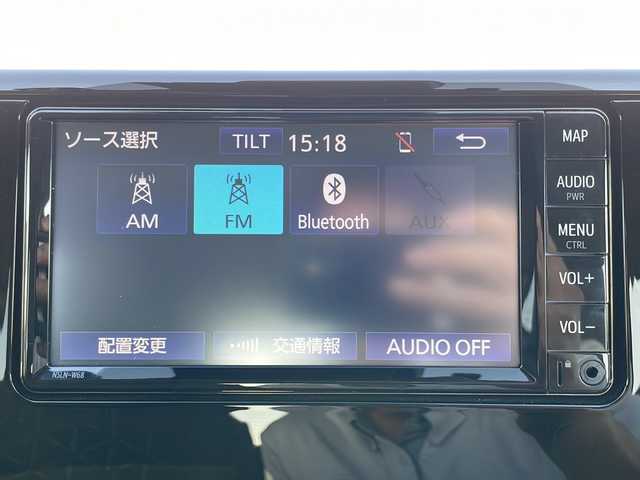 ソース選択 TILT 15:18
AM FM Bluetooth AUX
配置変更 交通情報 AUDIO OFF
NSLN-W68
MAP
AUDIO
PWR
MENU
CTRL
VOL+
VOL−